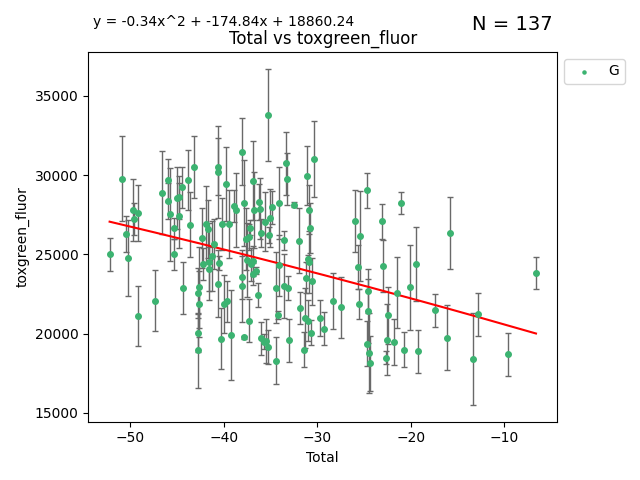 y = -0.34x^2 + -174.84x + 18860.24
N = 137
Total vs toxgreen_fluor
G
35000
30000
25000
20000
15000
toxgreen_fluor
−50
−40
−30
−20
−10
Total